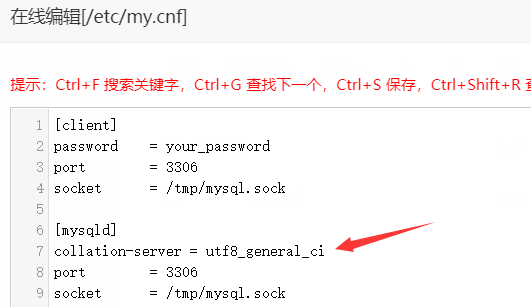 在线编辑[/etc/my.cnf]
提示：Ctrl+F 搜索关键字，Ctrl+G 查找下一个，Ctrl+S 保存，Ctrl+Shift+R 查
1 [client]
2 password = your_password
3 port = 3306
4 socket = /tmp/mysql.sock
5
6 [mysqld]
7 collation-server = utf8_general_ci
8 port = 3306
9 socket = /tmp/mysql.sock